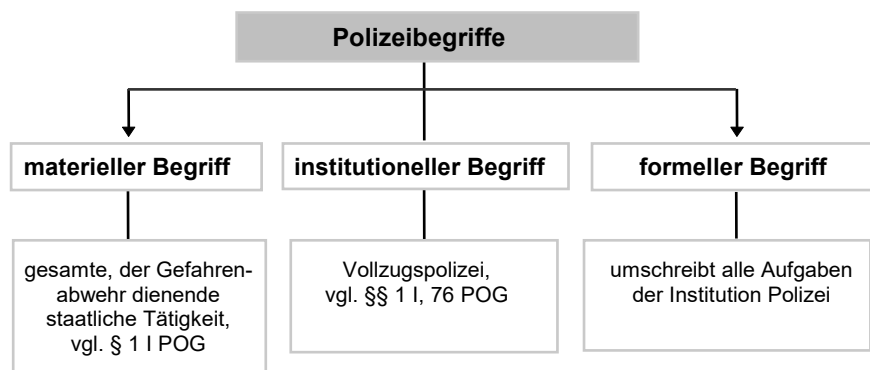 Polizeibegriffe
materieller Begriff
institutioneller Begriff
formeller Begriff
gesamte, der Gefahren-
abwehr dienende
staatliche Tätigkeit,
vgl. § 1 I POG
Vollzugspolizei,
vgl. §§ 1 I, 76 POG
umschreibt alle Aufgaben
der Institution Polizei